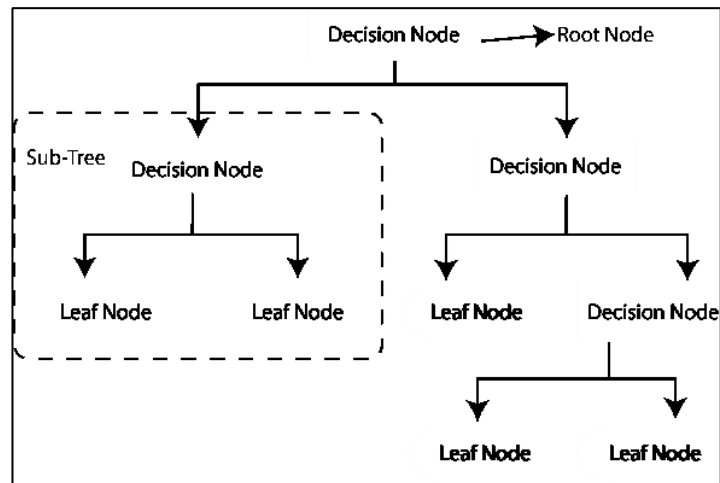 Decision Node Root Node
Sub-Tree
Decision Node Decision Node
Leaf Node Leaf Node Leaf Node Decision Node
Leaf Node Leaf Node